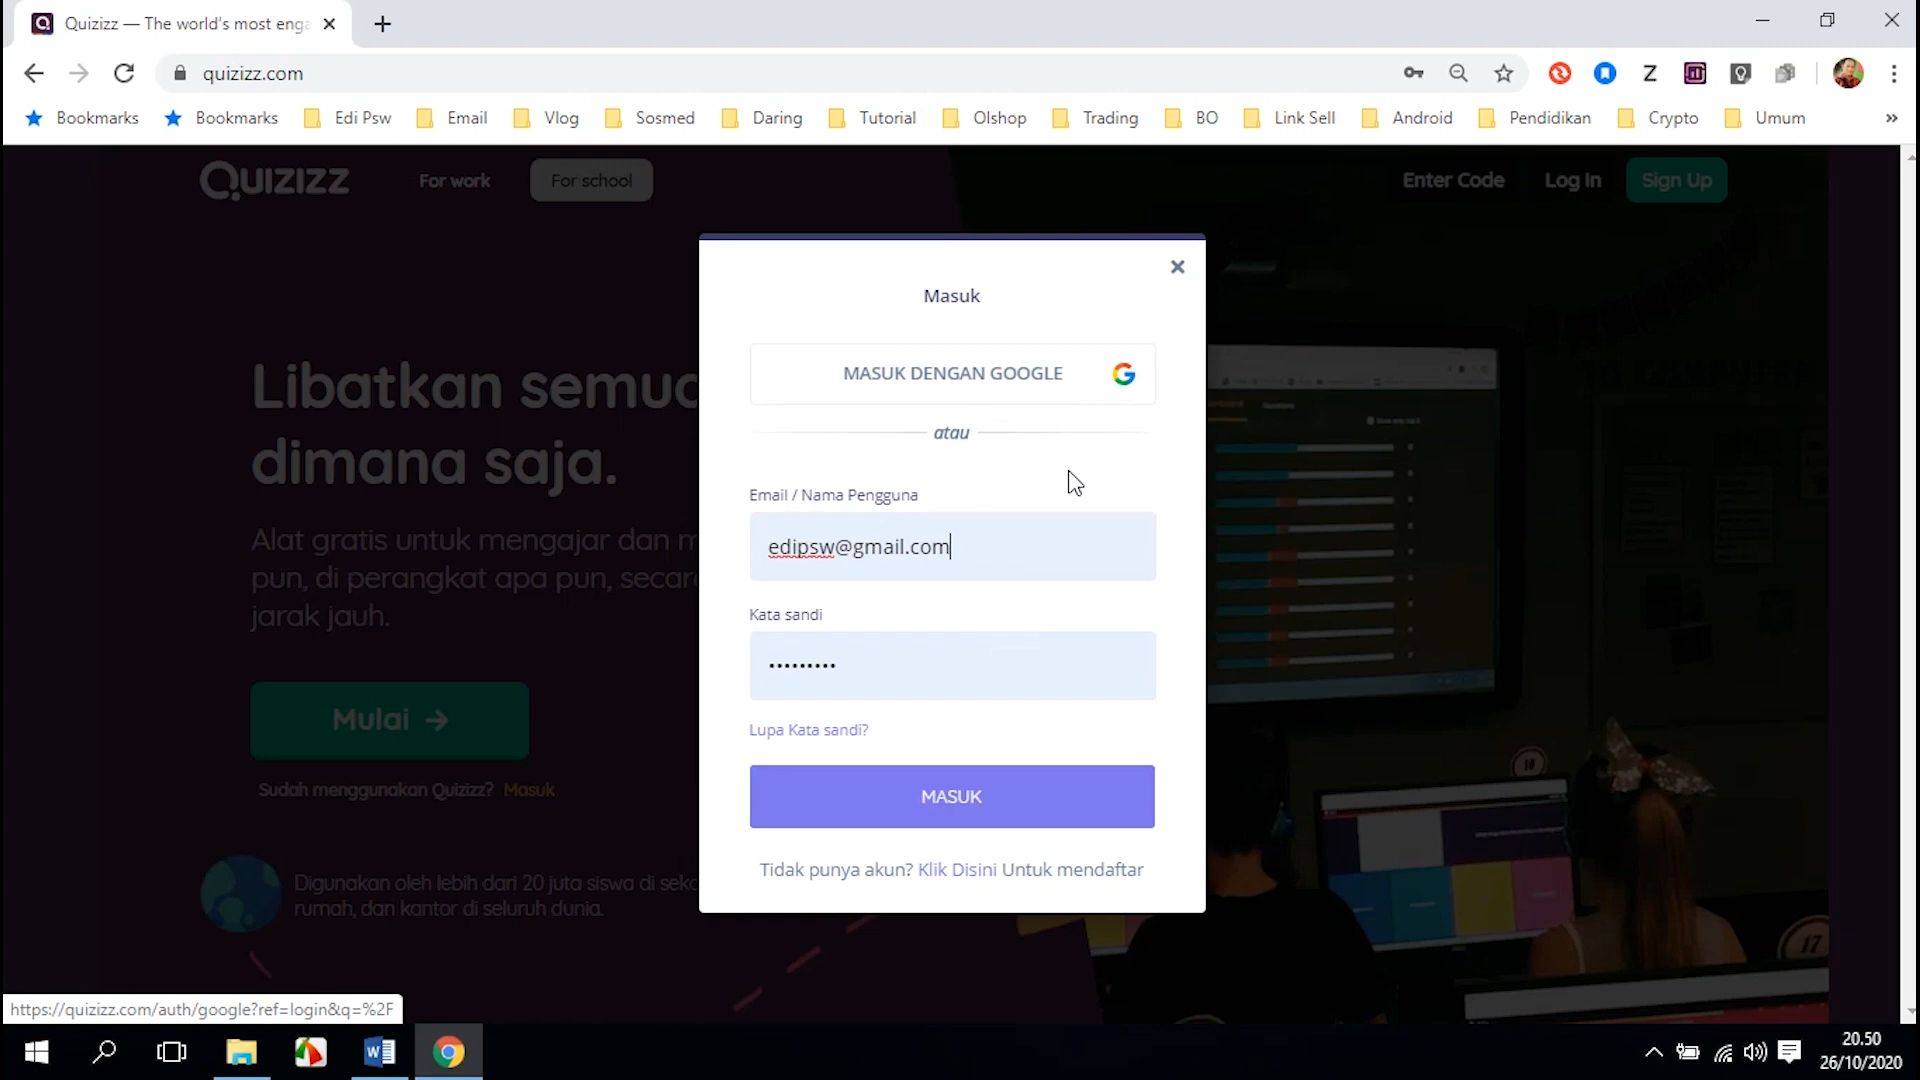 Quizizz — The world's most enga
quizizz.com
Bookmarks Bookmarks Edi Psw Email Vlog Sosmed Daring Tutorial Olshop Trading BO Link Sell Android Pendidikan Crypto Umum »
QUIZIZZ For work For school Enter Code Log In Sign Up
Masuk
MASUK DENGAN GOOGLE
atau
Email / Nama Pengguna
edipsw@gmail.com
Kata sandi
•••••••••
Lupa Kata sandi?
MASUK
Tidak punya akun? Klik Disini Untuk mendaftar
Libatkan semua
dimana saja.
Alat gratis untuk mengajar dan m
pun, di perangkat apa pun, secara
jarak jauh.
Mulai →
Sudah menggunakan Quizizz? Masuk
Digunakan oleh lebih dari 20 juta siswa di seko
rumah, dan kantor di seluruh dunia.
10
17
https://quizizz.com/auth/google?ref=login&q=%2F
20.50
26/10/2020